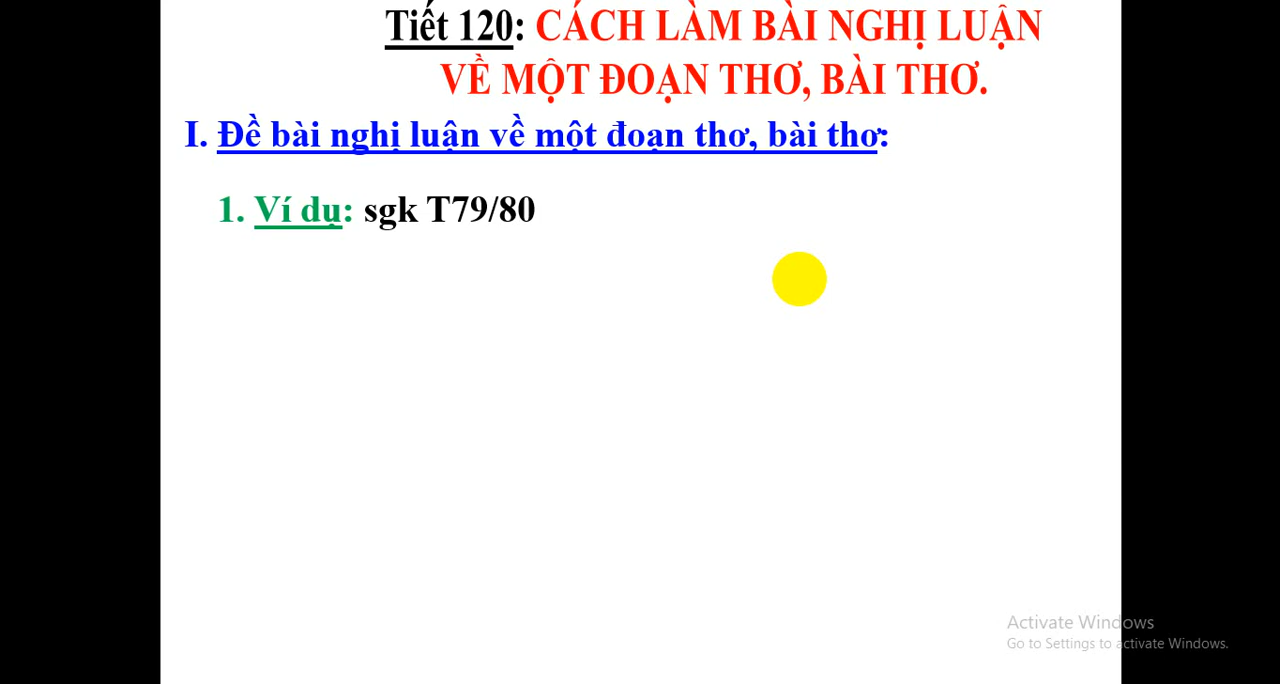 Tiết 120: CÁCH LÀM BÀI NGHỊ LUẬN
VỀ MỘT ĐOẠN THƠ, BÀI THƠ.
I. Đề bài nghị luận về một đoạn thơ, bài thơ:
1. Ví dụ: sgk T79/80
Activate Windows
Go to Settings to activate Windows.